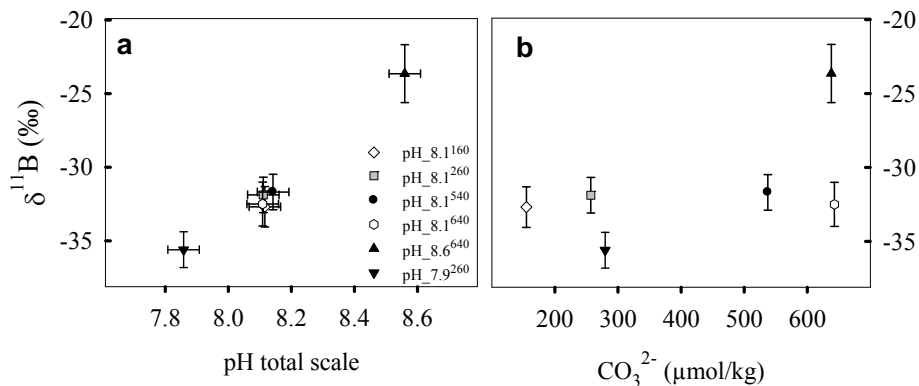 a
b
-20
-25
-30
-35
δ¹¹B (‰)
pH_8.1¹⁶⁰
pH_8.1²⁶⁰
pH_8.1⁵⁴⁰
pH_8.1⁶⁴⁰
pH_8.6⁶⁴⁰
pH_7.9²⁶⁰
-20
-25
-30
-35
7.8 8.0 8.2 8.4 8.6
200 300 400 500 600
pH total scale
CO₃²⁻ (µmol/kg)